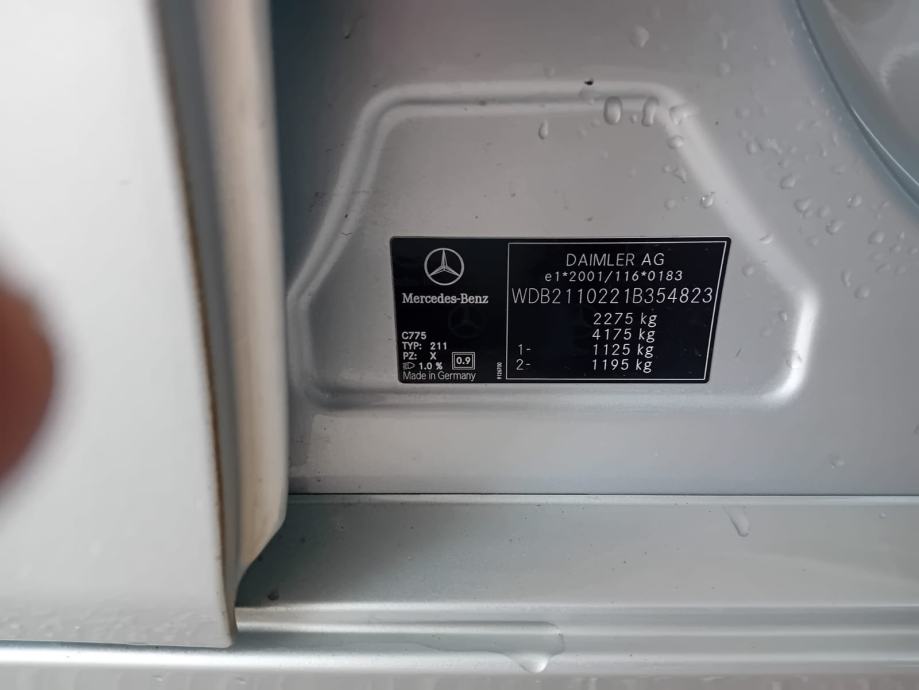 Mercedes-Benz
C775
TYP: 211
PZ: X
1.0 %
0.9
Made in Germany
DAIMLER AG
e1*2001/116*0183
WDB2110221B354823
2275 kg
4175 kg
1- 1125 kg
2- 1195 kg